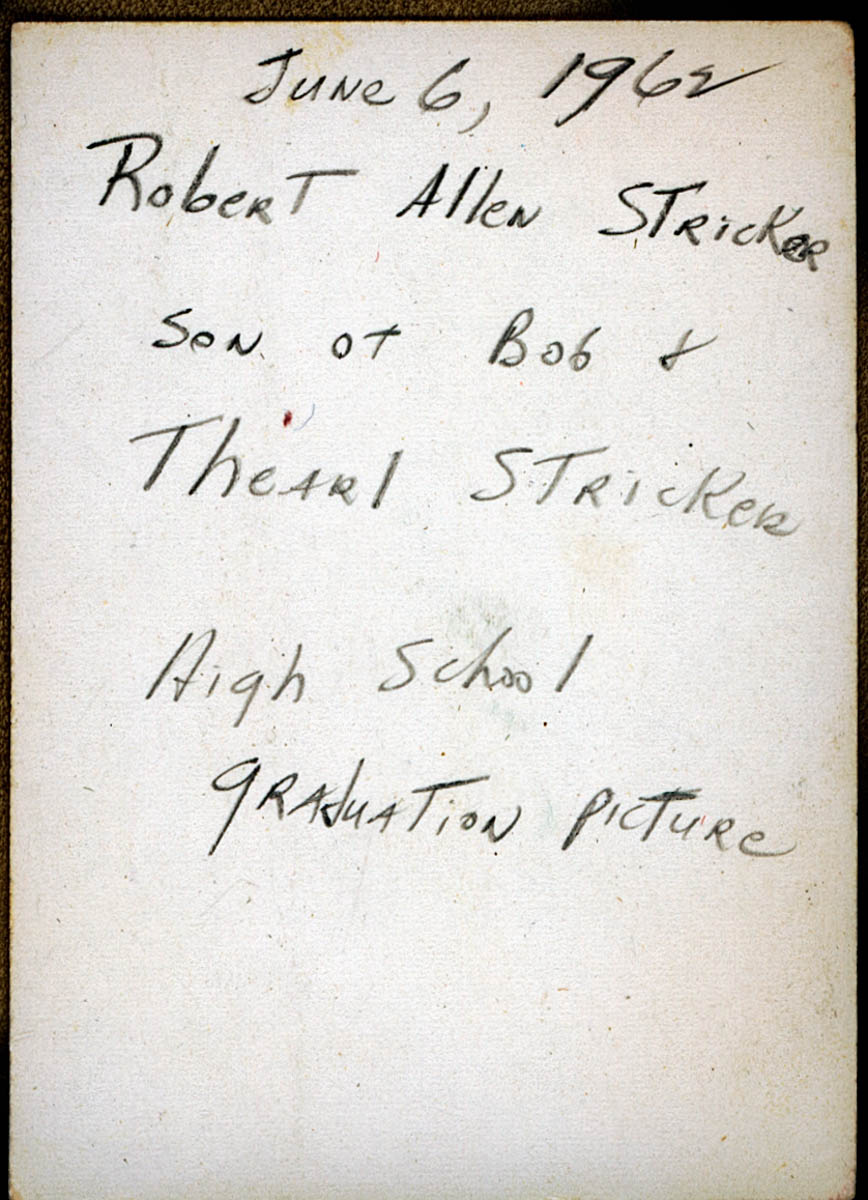 June 6, 1962
Robert Allen Stricker
Son of Bob &
Thearl Stricker
High School
graduation picture